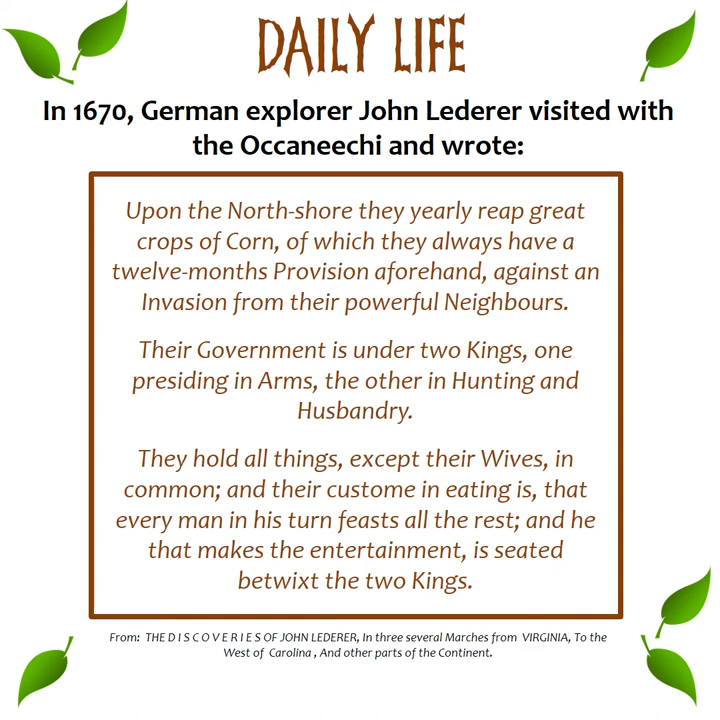 DAILY LIFE
In 1670, German explorer John Lederer visited with
the Occaneechi and wrote:
Upon the North-shore they yearly reap great
crops of Corn, of which they always have a
twelve-months Provision aforehand, against an
Invasion from their powerful Neighbours.
Their Government is under two Kings, one
presiding in Arms, the other in Hunting and
Husbandry.
They hold all things, except their Wives, in
common; and their custome in eating is, that
every man in his turn feasts all the rest; and he
that makes the entertainment, is seated
betwixt the two Kings.
From: THE D I S C O V E R I E S OF JOHN LEDERER, In three several Marches from VIRGINIA, To the
West of Carolina , And other parts of the Continent.